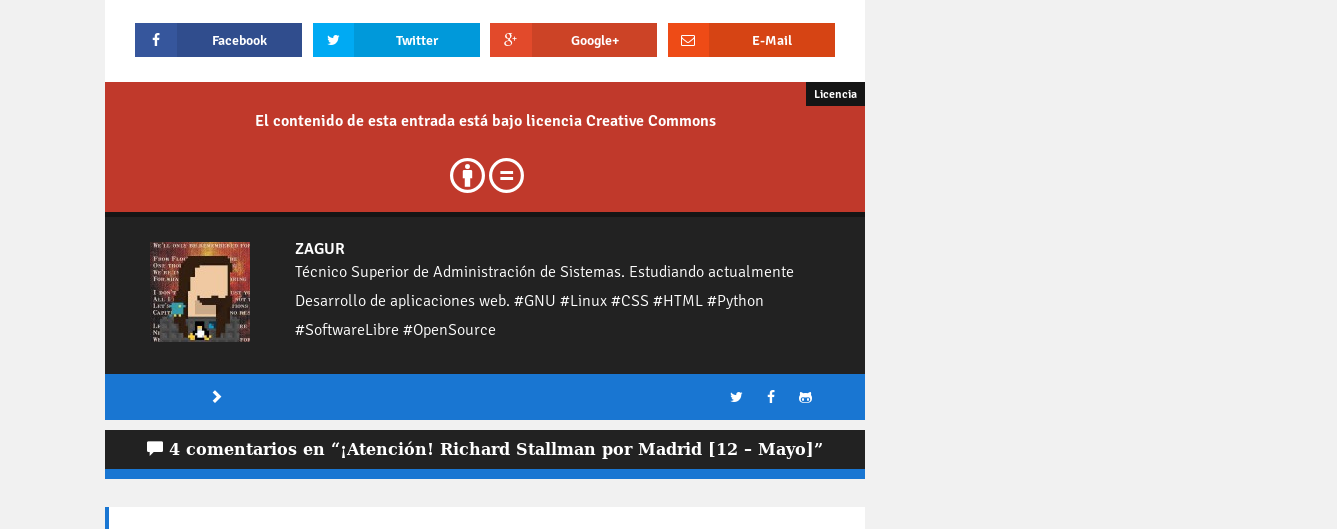 Facebook
Twitter
Google+
E-Mail
Licencia
El contenido de esta entrada está bajo licencia Creative Commons
ZAGUR
Técnico Superior de Administración de Sistemas. Estudiando actualmente
Desarrollo de aplicaciones web. #GNU #Linux #CSS #HTML #Python
#SoftwareLibre #OpenSource
4 comentarios en “¡Atención! Richard Stallman por Madrid [12 – Mayo]”